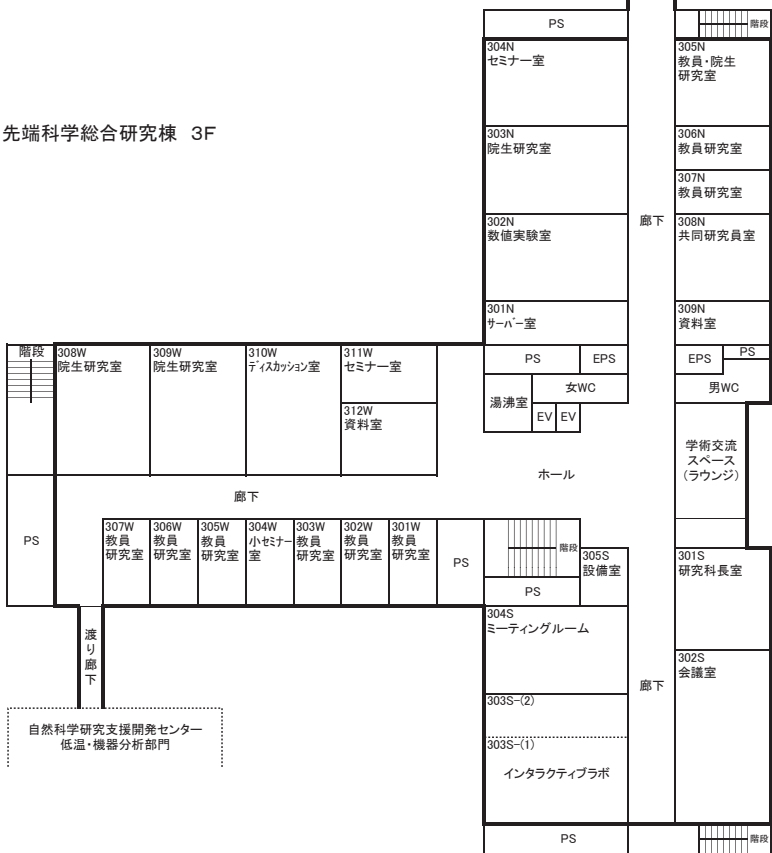 先端科学総合研究棟　3F
PS
階段
304N
セミナー室
305N
教員・院生
研究室
303N
院生研究室
306N
教員研究室
307N
教員研究室
302N
数値実験室
廊下
308N
共同研究員室
301N
サーバー室
309N
資料室
PS
EPS
EPS
PS
湯沸室
女WC
男WC
EV
EV
階段
308W
院生研究室
309W
院生研究室
310W
ディスカッション室
311W
セミナー室
312W
資料室
学術交流
スペース
(ラウンジ)
ホール
廊下
PS
307W
教員
研究室
306W
教員
研究室
305W
教員
研究室
304W
小セミナー
室
303W
教員
研究室
302W
教員
研究室
301W
教員
研究室
PS
階段
305S
設備室
PS
301S
研究科長室
304S
ミーティングルーム
302S
会議室
廊下
303S-(2)
303S-(1)
インタラクティブラボ
渡り廊下
自然科学研究支援開発センター
低温・機器分析部門
PS
階段